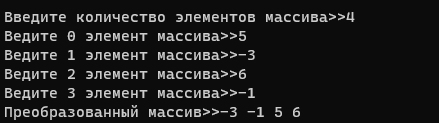 Введите количество элементов массива>>4
Ведите 0 элемент массива>>5
Ведите 1 элемент массива>>-3
Ведите 2 элемент массива>>6
Ведите 3 элемент массива>>-1
Преобразованный массив>>-3 -1 5 6